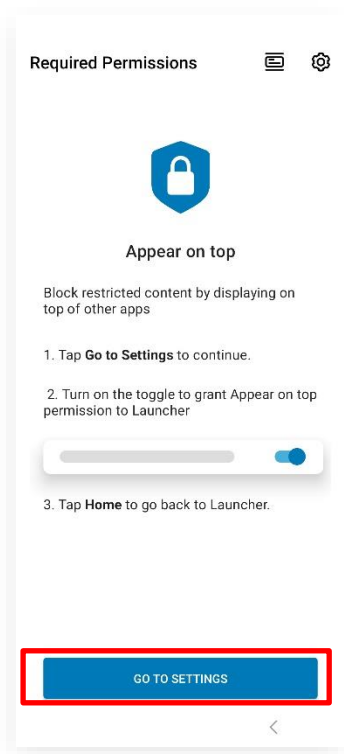 Required Permissions
Appear on top
Block restricted content by displaying on
top of other apps
1. Tap Go to Settings to continue.
2. Turn on the toggle to grant Appear on top
permission to Launcher
3. Tap Home to go back to Launcher.
GO TO SETTINGS